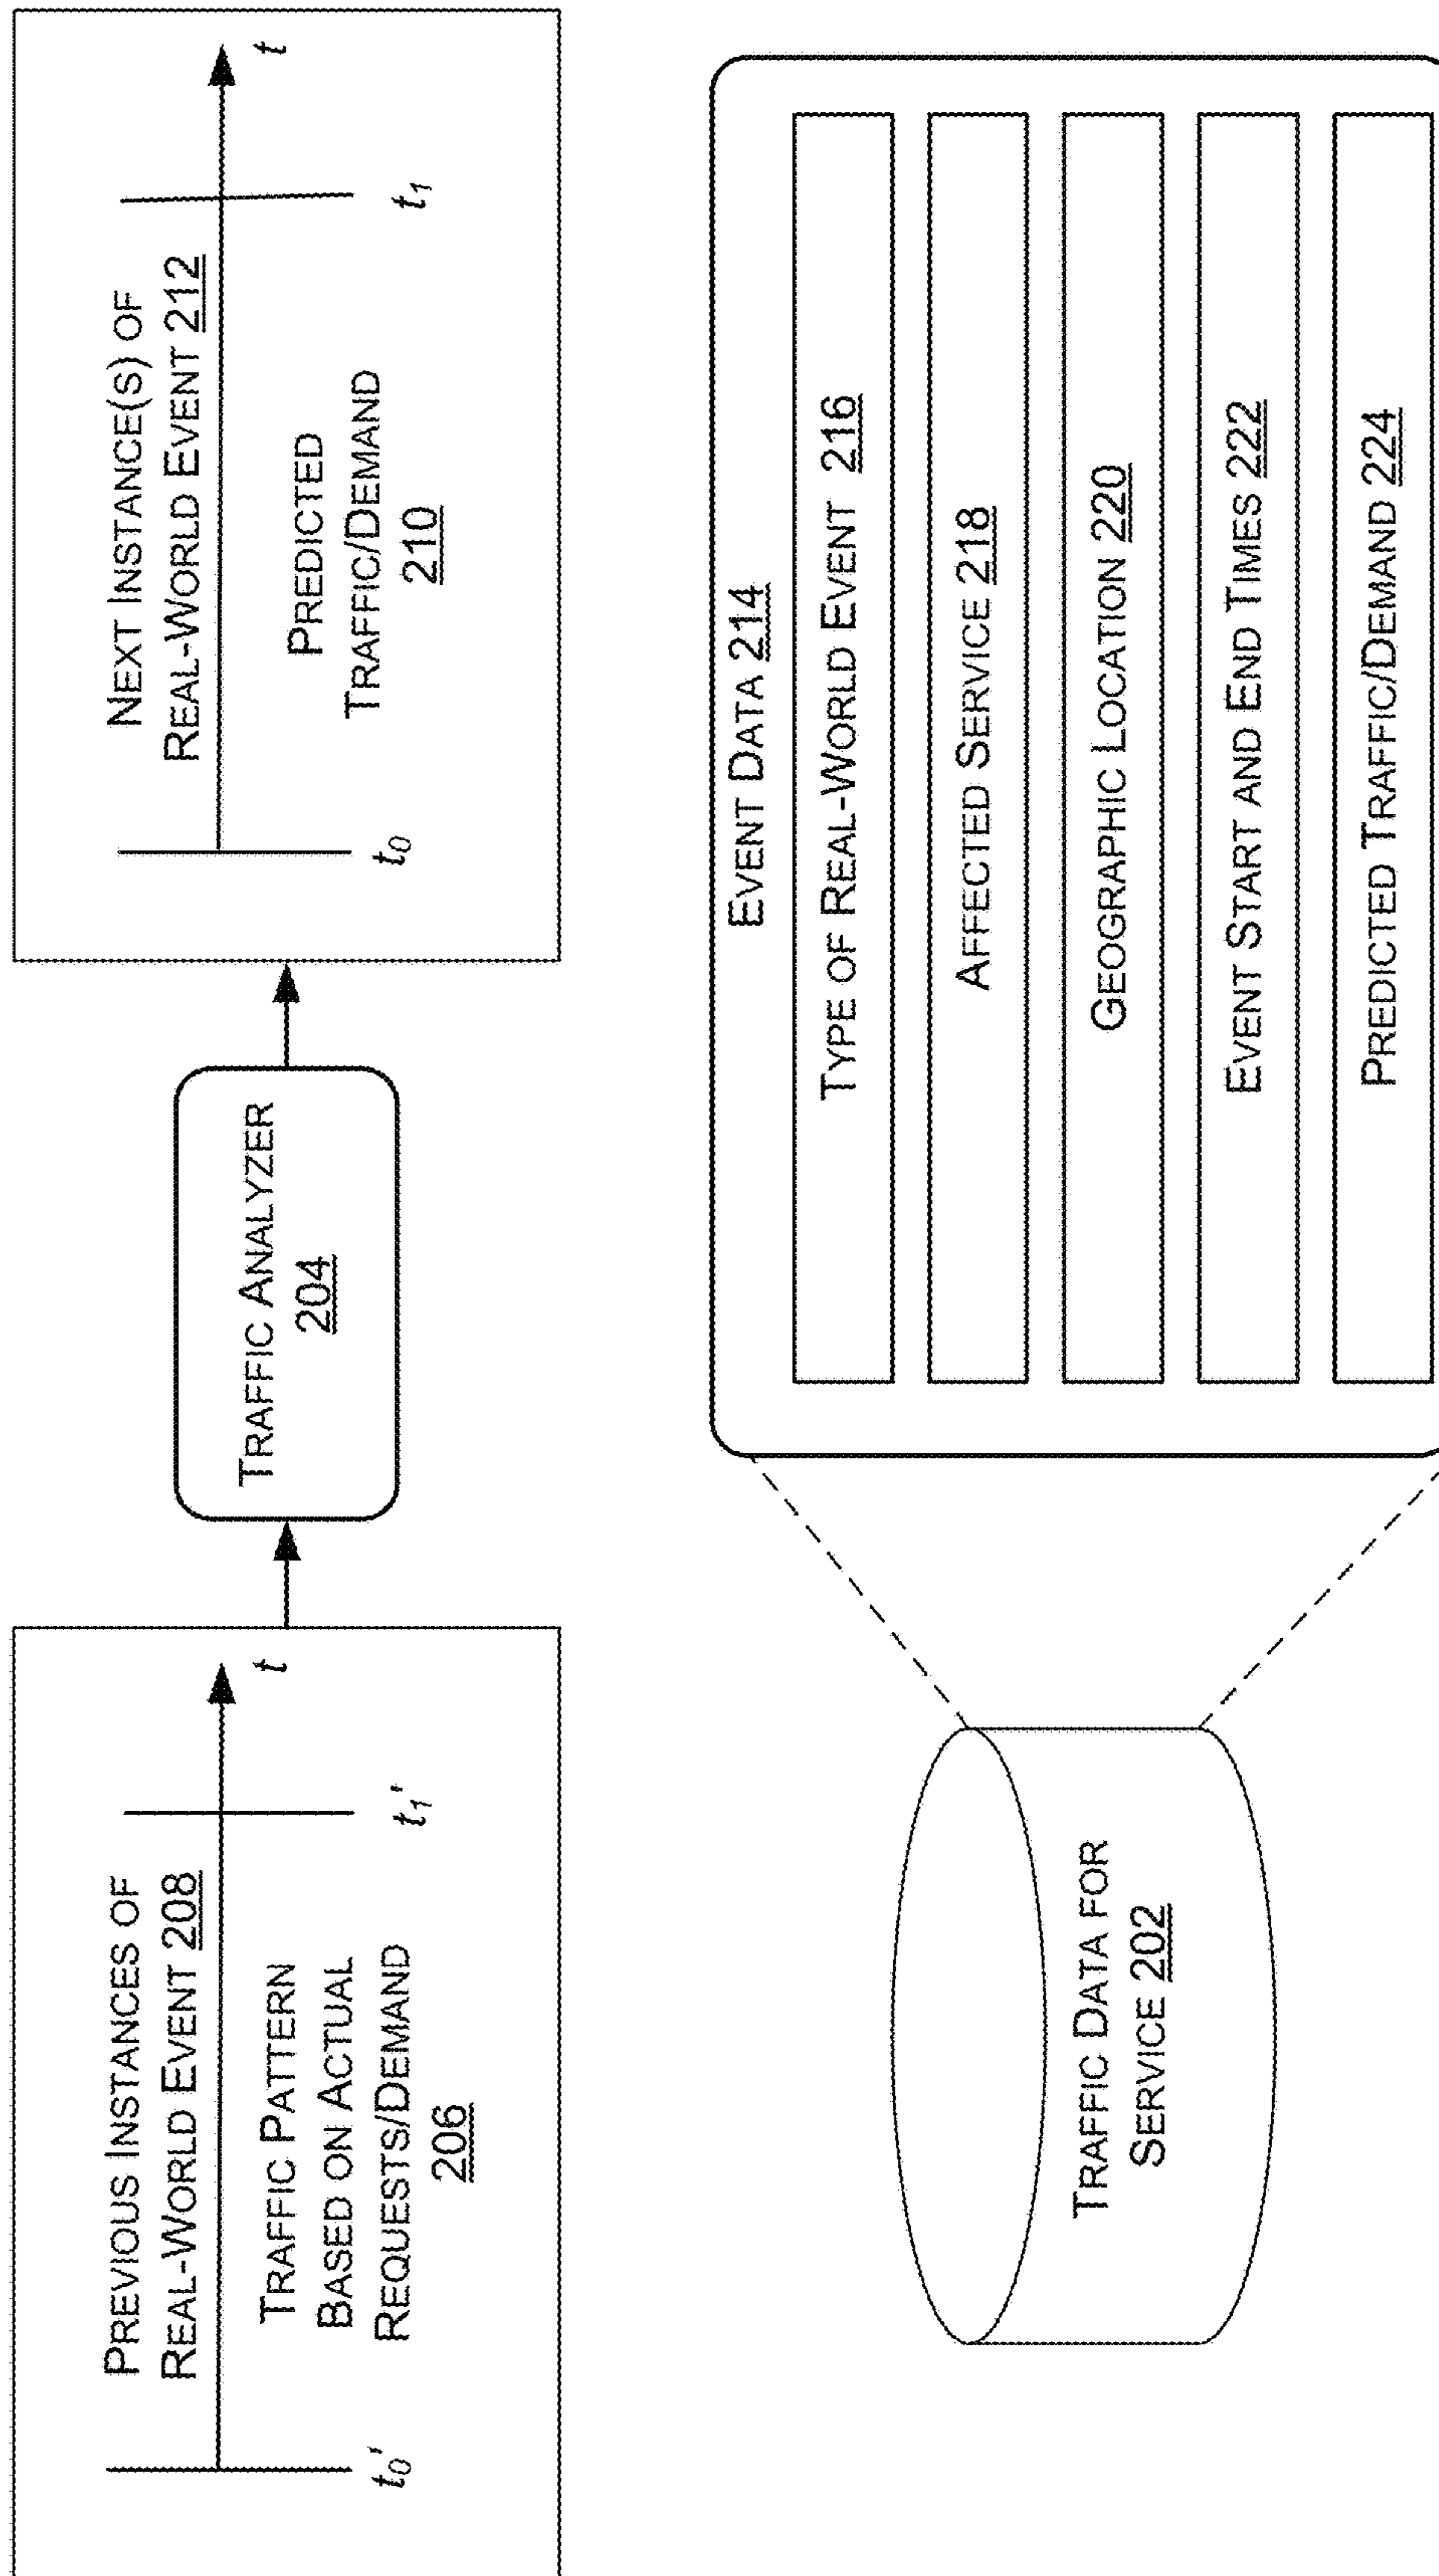 PREVIOUS INSTANCES OF
REAL-WORLD EVENT 208
t
t0'
t1'
TRAFFIC PATTERN
BASED ON ACTUAL
REQUESTS/DEMAND
206
TRAFFIC ANALYZER
204
NEXT INSTANCE(S) OF
REAL-WORLD EVENT 212
t
t0
t1
PREDICTED
TRAFFIC/DEMAND
210
TRAFFIC DATA FOR
SERVICE 202
EVENT DATA 214
TYPE OF REAL-WORLD EVENT 216
AFFECTED SERVICE 218
GEOGRAPHIC LOCATION 220
EVENT START AND END TIMES 222
PREDICTED TRAFFIC/DEMAND 224